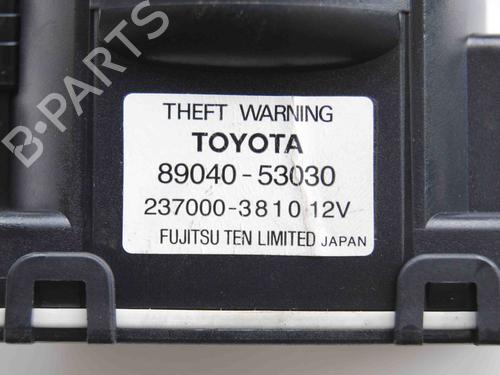 B-PARTS
THEFT WARNING
TOYOTA
89040-53030
237000-3810 12V
FUJITSU TEN LIMITED JAPAN